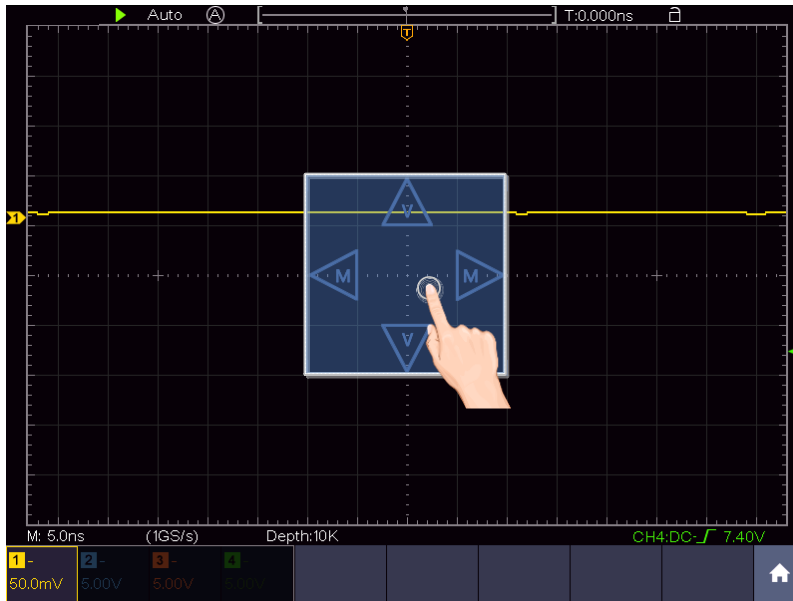 Auto A T:0.000ns
T
1
V
M M
V
M: 5.0ns (1GS/s) Depth:10K CH4:DC- 7.40V
1 - 2 - 3 - 4 -
50.0mV 5.00V 5.00V 5.00V